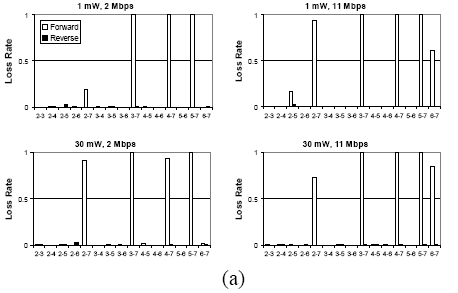 1 mW, 2 Mbps
Loss Rate
1
0.5
0
Forward
Reverse
2-3 2-4 2-5 2-6 2-7 3-4 3-5 3-6 3-7 4-5 4-6 4-7 5-6 5-7 6-7
1 mW, 11 Mbps
Loss Rate
1
0.5
0
2-3 2-4 2-5 2-6 2-7 3-4 3-5 3-6 3-7 4-5 4-6 4-7 5-6 5-7 6-7
30 mW, 2 Mbps
Loss Rate
1
0.5
0
2-3 2-4 2-5 2-6 2-7 3-4 3-5 3-6 3-7 4-5 4-6 4-7 5-6 5-7 6-7
30 mW, 11 Mbps
Loss Rate
1
0.5
0
2-3 2-4 2-5 2-6 2-7 3-4 3-5 3-6 3-7 4-5 4-6 4-7 5-6 5-7 6-7
(a)